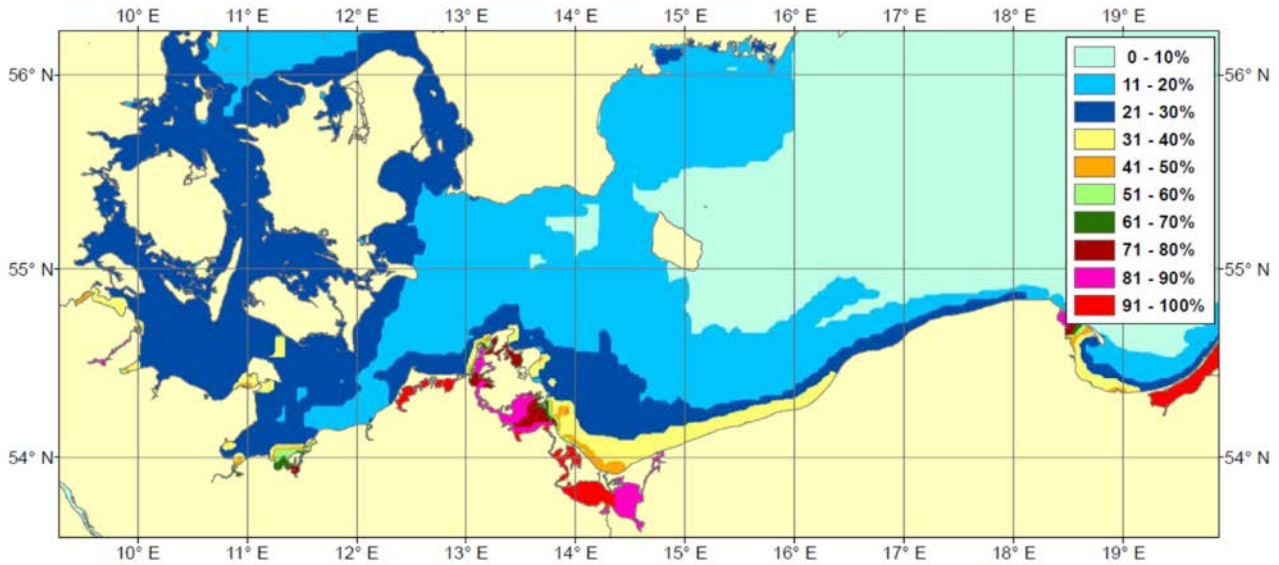 10° E 11° E 12° E 13° E 14° E 15° E 16° E 17° E 18° E 19° E
56° N 56° N
0 - 10%
11 - 20%
21 - 30%
31 - 40%
41 - 50%
51 - 60%
61 - 70%
71 - 80%
81 - 90%
91 - 100%
55° N 55° N
54° N 54° N
10° E 11° E 12° E 13° E 14° E 15° E 16° E 17° E 18° E 19° E